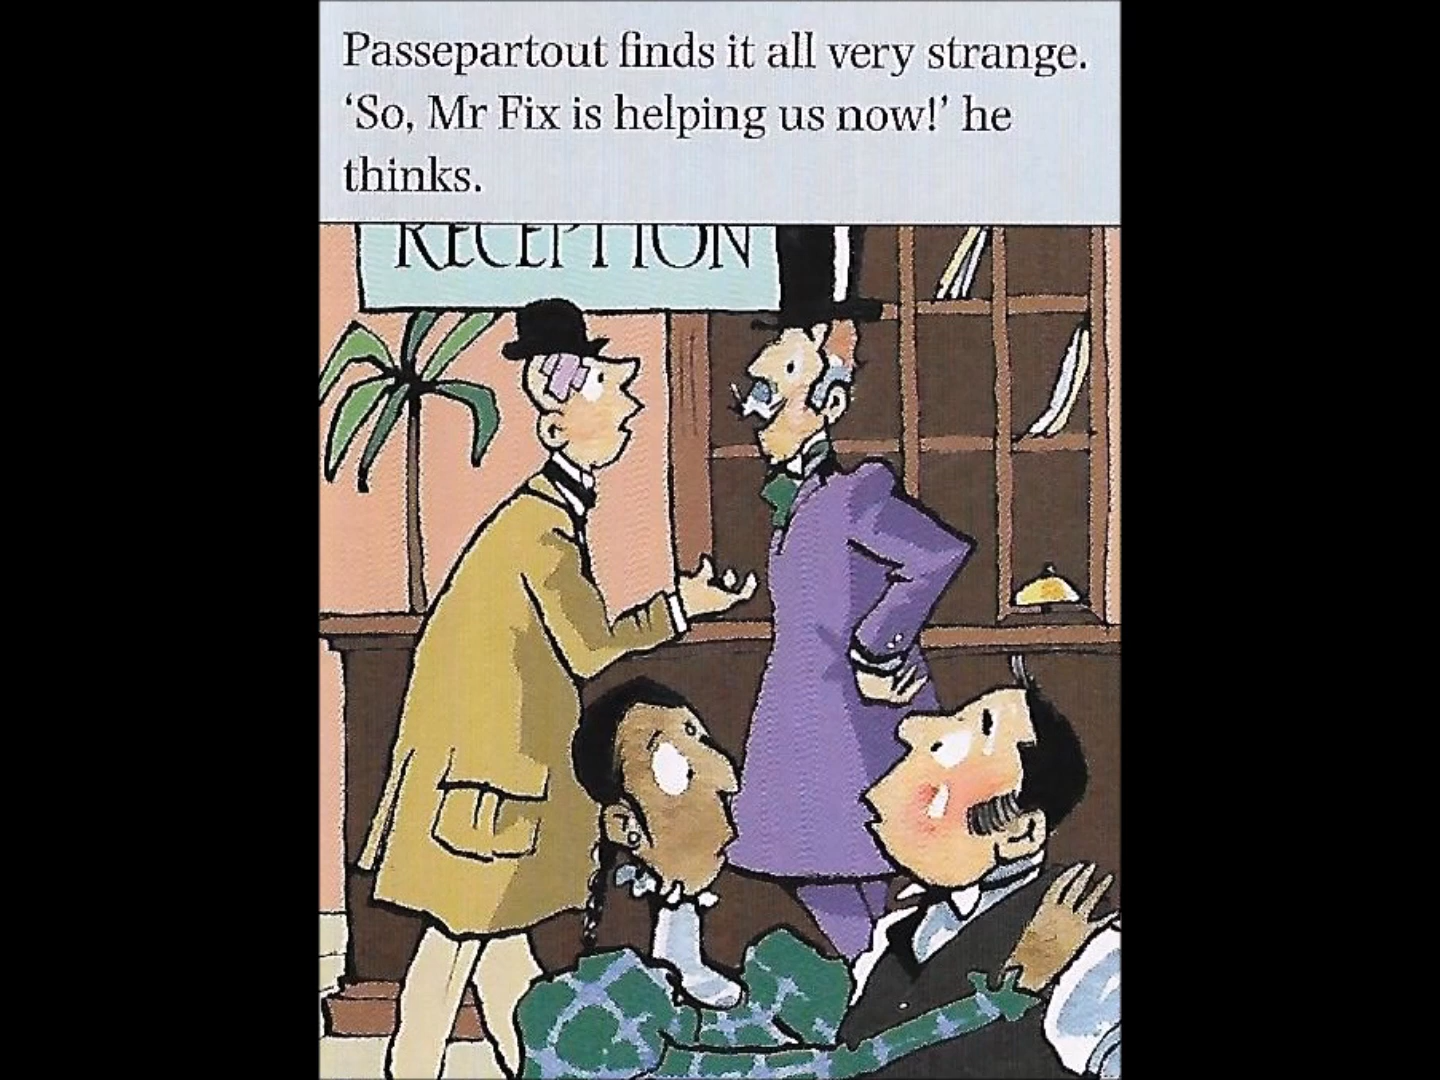 Passepartout finds it all very strange.
‘So, Mr Fix is helping us now!’ he
thinks.
RECEPTION